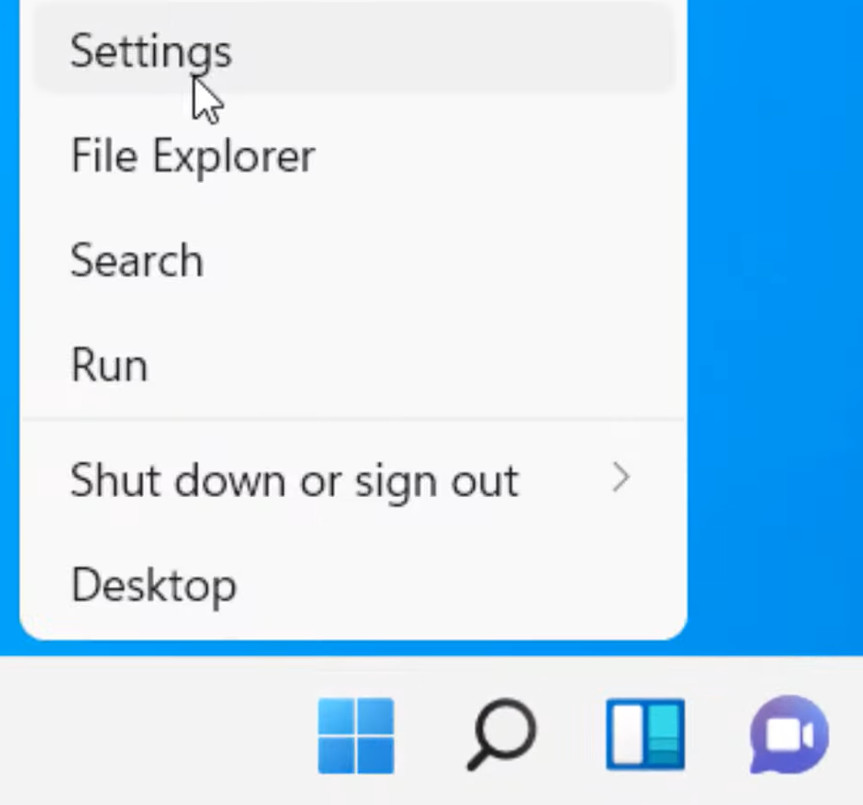 Settings
File Explorer
Search
Run
Shut down or sign out
Desktop